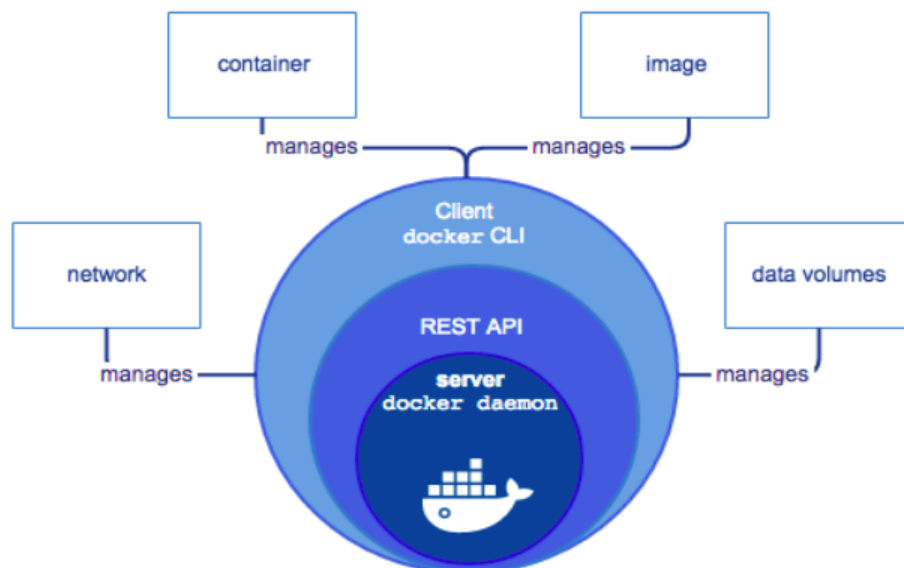 container
image
manages
manages
Client
docker CLI
network
data volumes
REST API
manages
server
manages
docker daemon